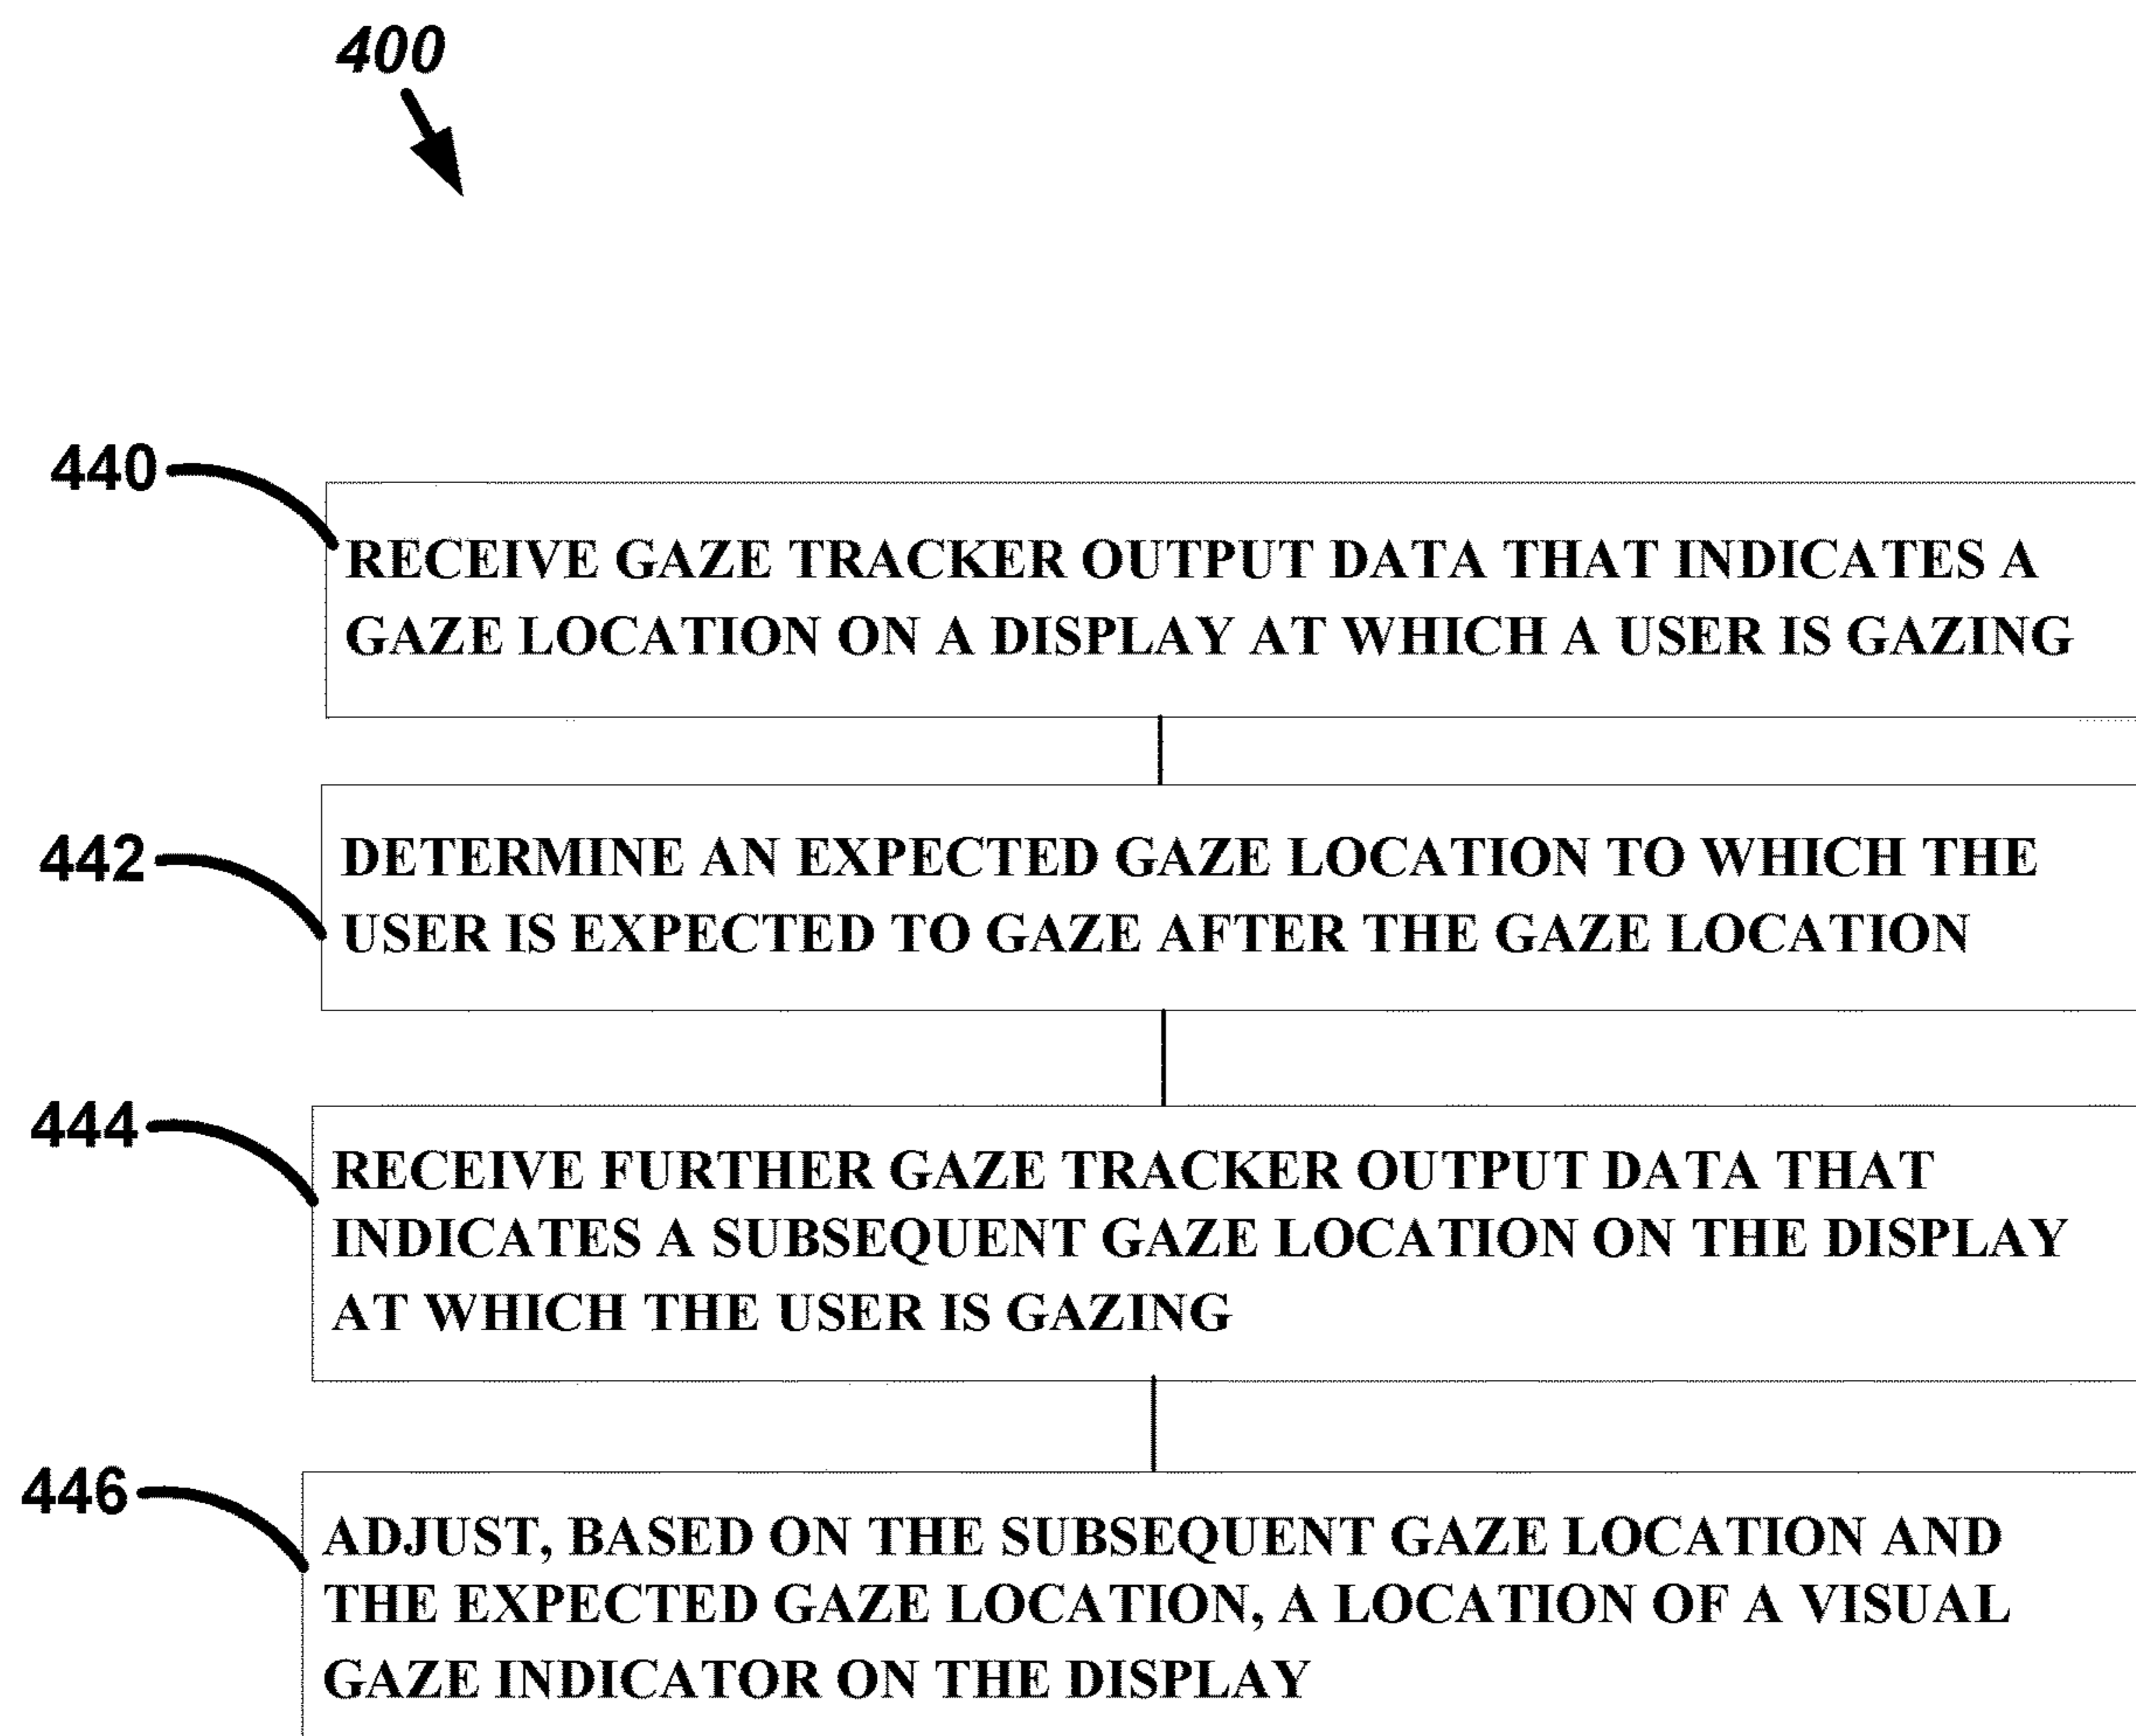 400
440
RECEIVE GAZE TRACKER OUTPUT DATA THAT INDICATES A
GAZE LOCATION ON A DISPLAY AT WHICH A USER IS GAZING
442
DETERMINE AN EXPECTED GAZE LOCATION TO WHICH THE
USER IS EXPECTED TO GAZE AFTER THE GAZE LOCATION
444
RECEIVE FURTHER GAZE TRACKER OUTPUT DATA THAT
INDICATES A SUBSEQUENT GAZE LOCATION ON THE DISPLAY
AT WHICH THE USER IS GAZING
446
ADJUST, BASED ON THE SUBSEQUENT GAZE LOCATION AND
THE EXPECTED GAZE LOCATION, A LOCATION OF A VISUAL
GAZE INDICATOR ON THE DISPLAY